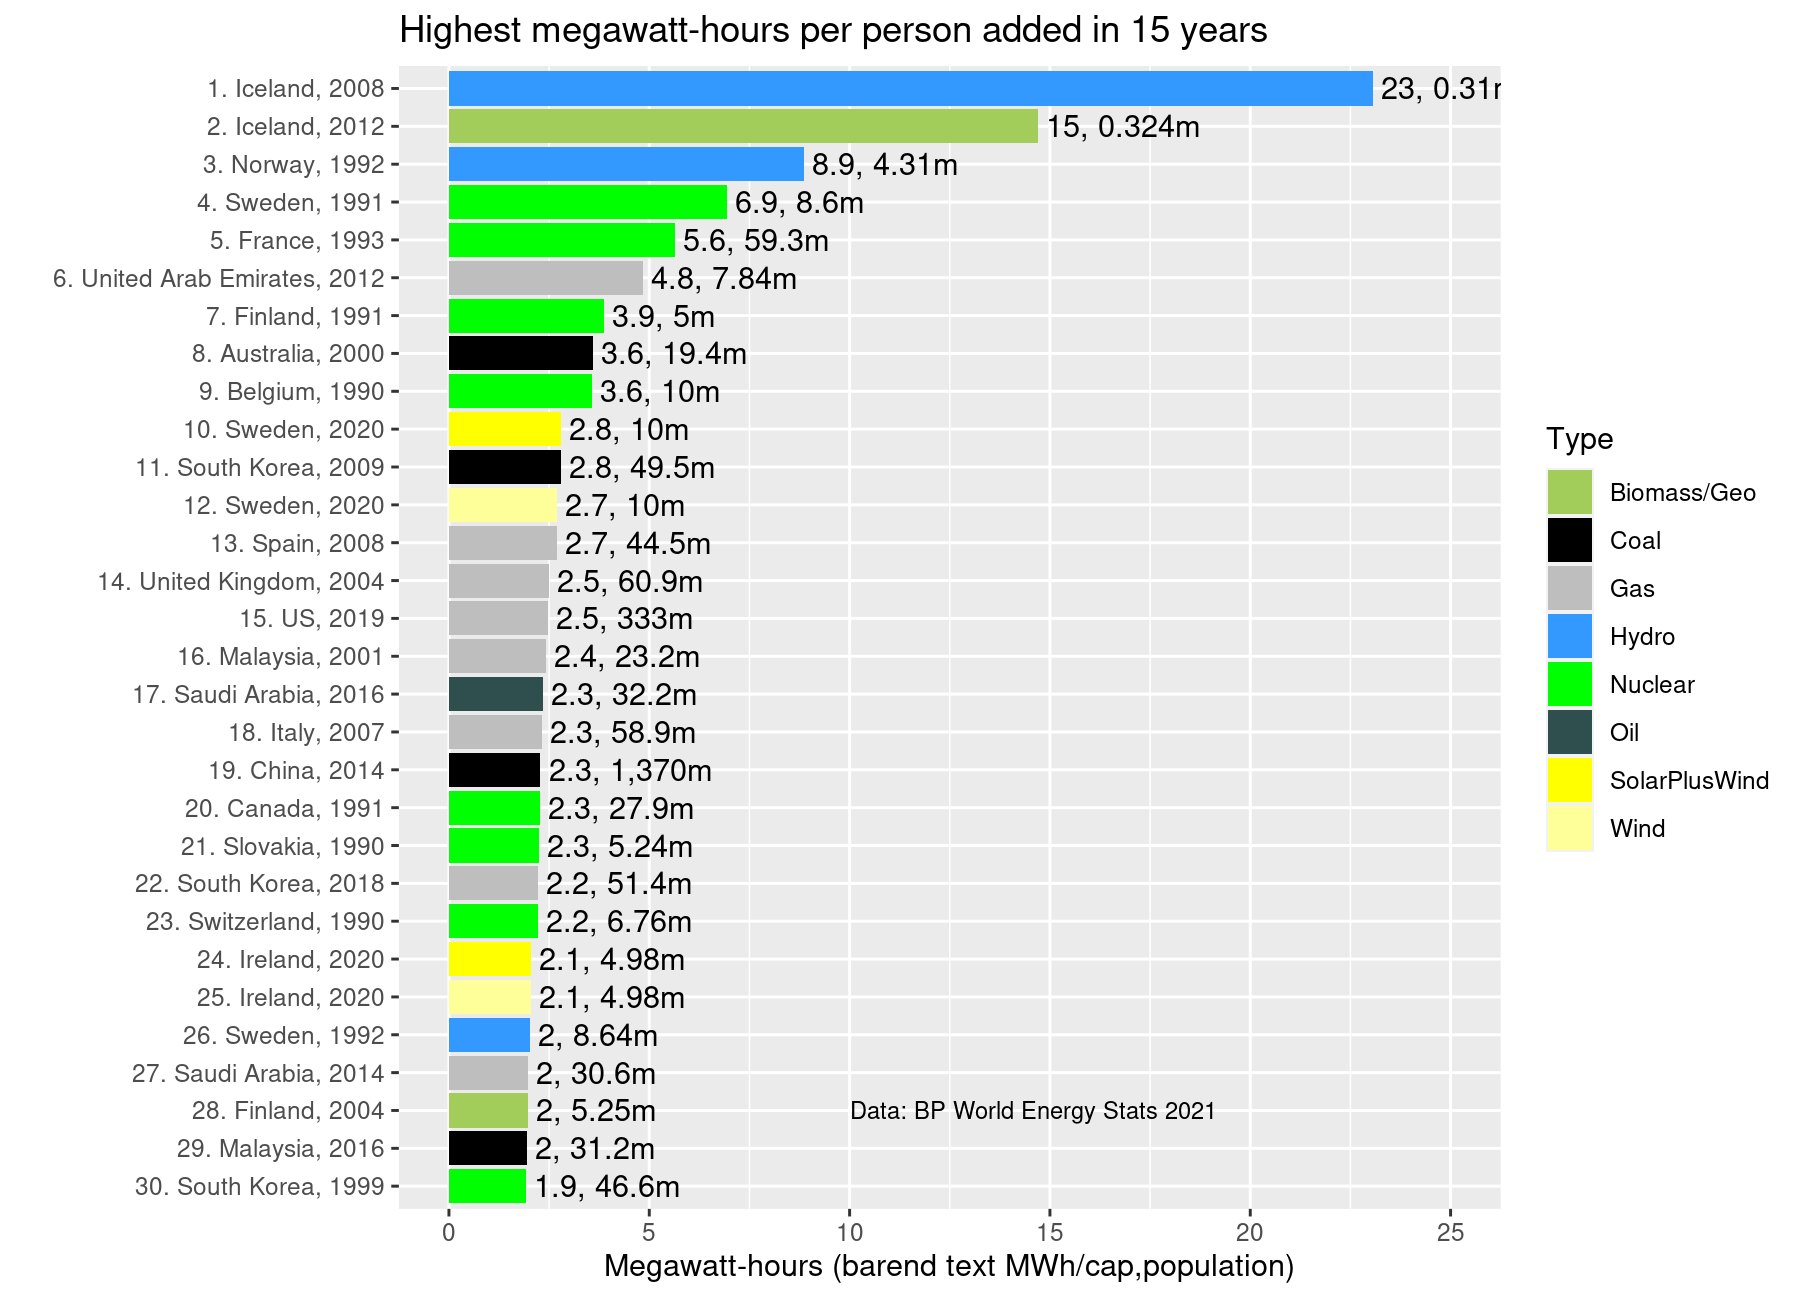 Highest megawatt-hours per person added in 15 years
1. Iceland, 2008 23, 0.31
2. Iceland, 2012 15, 0.324m
3. Norway, 1992 8.9, 4.31m
4. Sweden, 1991 6.9, 8.6m
5. France, 1993 5.6, 59.3m
6. United Arab Emirates, 2012 4.8, 7.84m
7. Finland, 1991 3.9, 5m
8. Australia, 2000 3.6, 19.4m
9. Belgium, 1990 3.6, 10m
10. Sweden, 2020 2.8, 10m
11. South Korea, 2009 2.8, 49.5m
12. Sweden, 2020 2.7, 10m
13. Spain, 2008 2.7, 44.5m
14. United Kingdom, 2004 2.5, 60.9m
15. US, 2019 2.5, 333m
16. Malaysia, 2001 2.4, 23.2m
17. Saudi Arabia, 2016 2.3, 32.2m
18. Italy, 2007 2.3, 58.9m
19. China, 2014 2.3, 1,370m
20. Canada, 1991 2.3, 27.9m
21. Slovakia, 1990 2.3, 5.24m
22. South Korea, 2018 2.2, 51.4m
23. Switzerland, 1990 2.2, 6.76m
24. Ireland, 2020 2.1, 4.98m
25. Ireland, 2020 2.1, 4.98m
26. Sweden, 1992 2, 8.64m
27. Saudi Arabia, 2014 2, 30.6m
28. Finland, 2004 2, 5.25m Data: BP World Energy Stats 2021
29. Malaysia, 2016 2, 31.2m
30. South Korea, 1999 1.9, 46.6m
0 5 10 15 20 25
Megawatt-hours (barend text MWh/cap,population)
Type
Biomass/Geo
Coal
Gas
Hydro
Nuclear
Oil
SolarPlusWind
Wind